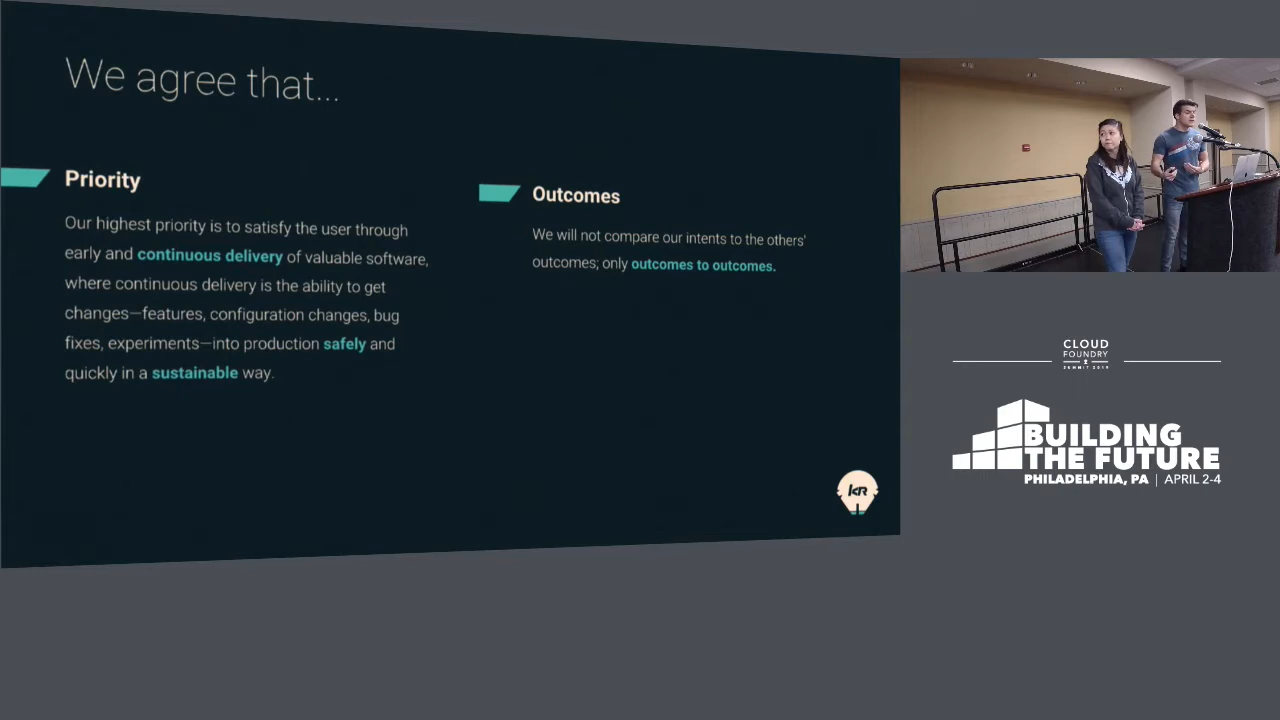 We agree that...
Priority
Our highest priority is to satisfy the user through
early and continuous delivery of valuable software,
where continuous delivery is the ability to get
changes—features, configuration changes, bug
fixes, experiments—into production safely and
quickly in a sustainable way.
Outcomes
We will not compare our intents to the others'
outcomes; only outcomes to outcomes.
KR
CLOUD
FOUNDRY
SUMMIT 2019
BUILDING
THE FUTURE
PHILADELPHIA, PA | APRIL 2-4